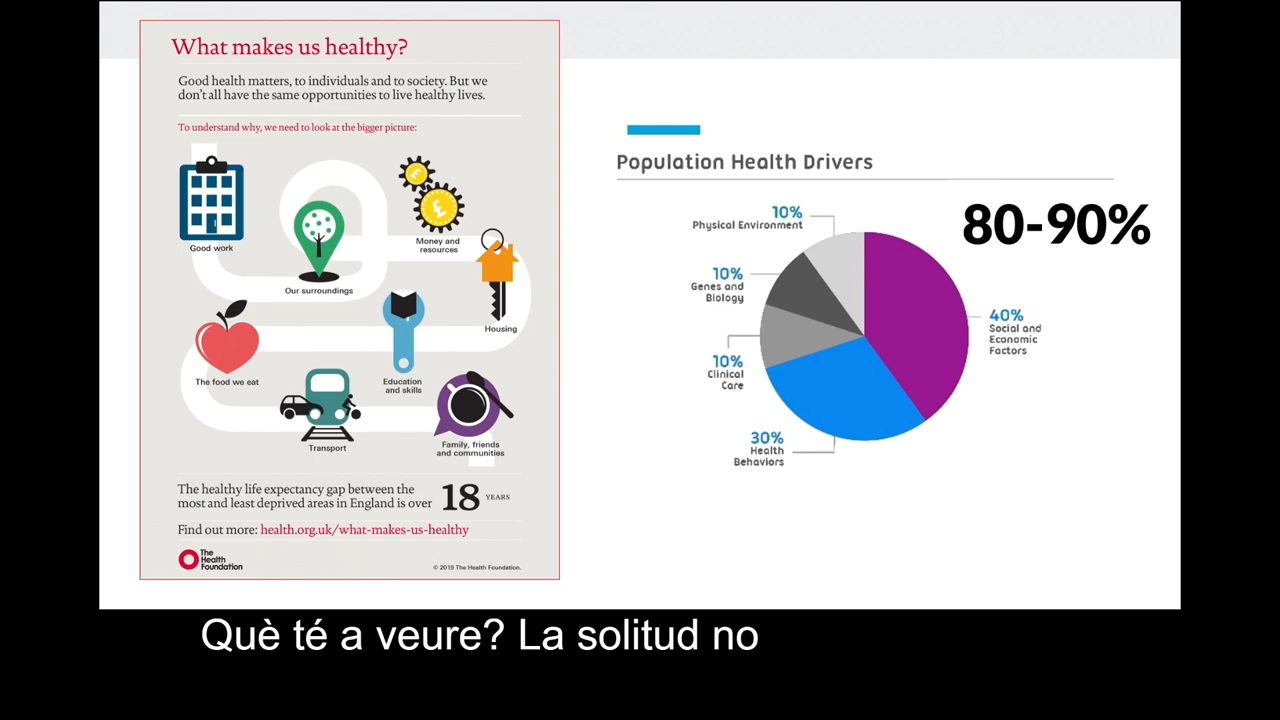 What makes us healthy?
Good health matters, to individuals and to society. But we
don't all have the same opportunities to live healthy lives.
To understand why, we need to look at the bigger picture:
Good work
Our surroundings
£
£
Money and
resources
Housing
The food we eat
Education
and skills
Transport
Family, friends
and communities
The healthy life expectancy gap between the
most and least deprived areas in England is over
18 YEARS
Find out more: health.org.uk/what-makes-us-healthy
The
Health
Foundation
© 2019 The Health Foundation.
Population Health Drivers
80-90%
10%
Physical Environment
10%
Genes and
Biology
10%
Clinical
Care
30%
Health
Behaviors
40%
Social and
Economic
Factors
Què té a veure? La solitud no